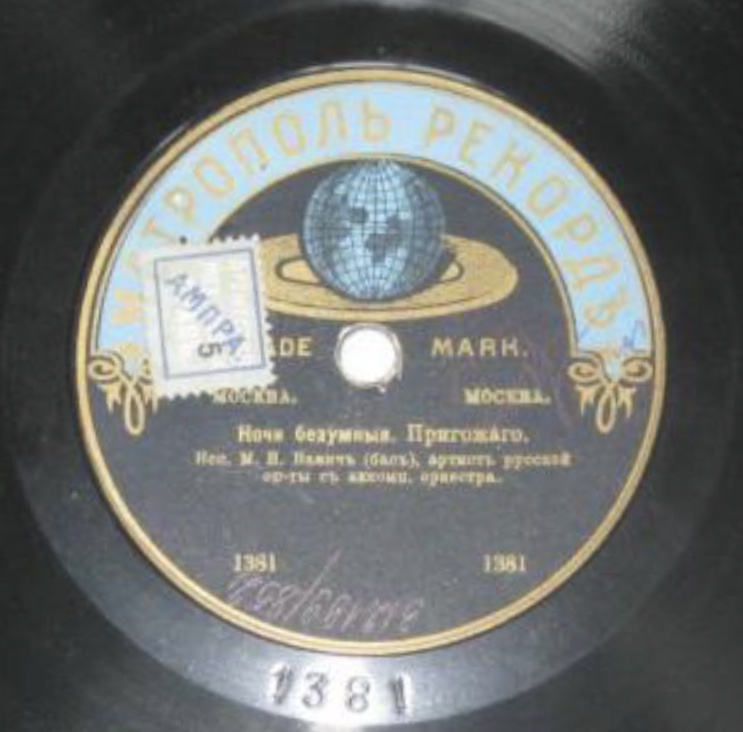 МЕТРОПОЛЬ РЕКОРДЪ
АМПРА.
5
ADE MARK.
МОСКВА. МОСКВА.
Ночи безумныя. Пригожаго.
Исп. М. И. (басъ), артистъ русской
оп-ры съ аккомп. оркестра.
1381 1381
1381